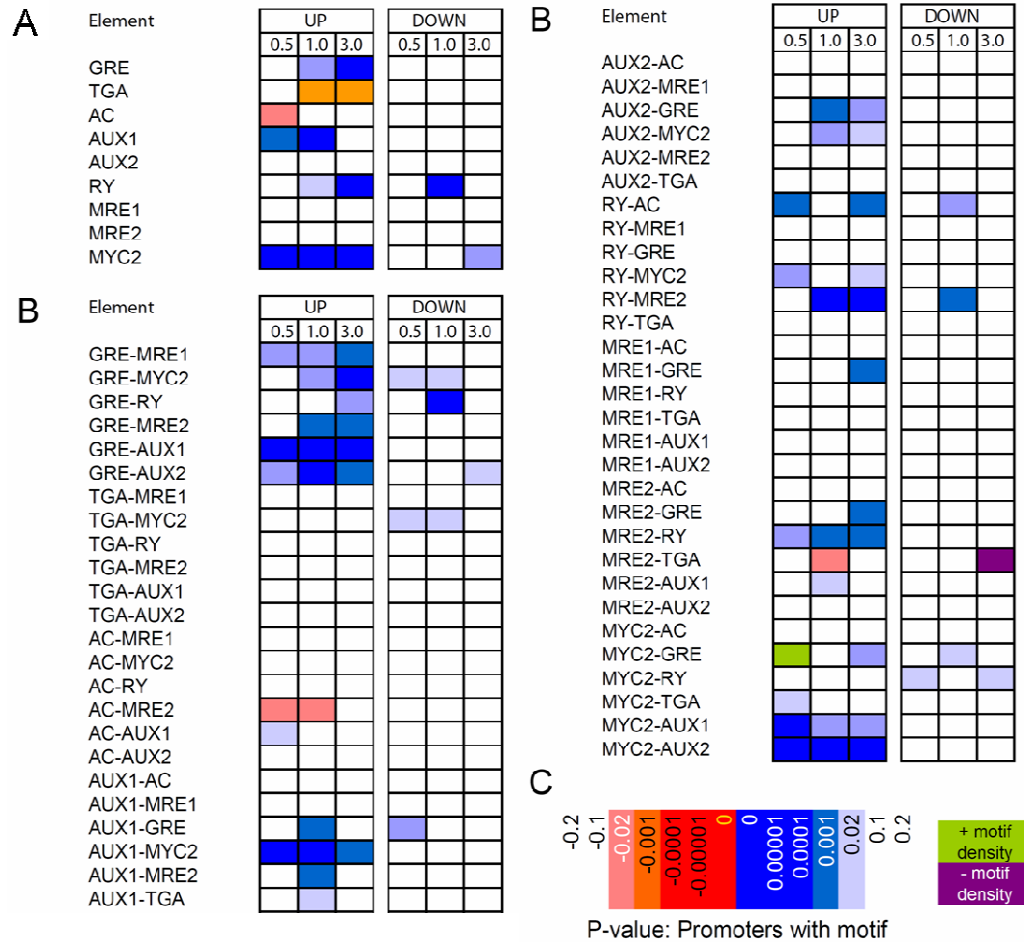 A
Element UP DOWN
0.5 1.0 3.0 0.5 1.0 3.0
GRE
TGA
AC
AUX1
AUX2
RY
MRE1
MRE2
MYC2
B
Element UP DOWN
0.5 1.0 3.0 0.5 1.0 3.0
GRE-MRE1
GRE-MYC2
GRE-RY
GRE-MRE2
GRE-AUX1
GRE-AUX2
TGA-MRE1
TGA-MYC2
TGA-RY
TGA-MRE2
TGA-AUX1
TGA-AUX2
AC-MRE1
AC-MYC2
AC-RY
AC-MRE2
AC-AUX1
AC-AUX2
AUX1-AC
AUX1-MRE1
AUX1-GRE
AUX1-MYC2
AUX1-MRE2
AUX1-TGA
B
Element UP DOWN
0.5 1.0 3.0 0.5 1.0 3.0
AUX2-AC
AUX2-MRE1
AUX2-GRE
AUX2-MYC2
AUX2-MRE2
AUX2-TGA
RY-AC
RY-MRE1
RY-GRE
RY-MYC2
RY-MRE2
RY-TGA
MRE1-AC
MRE1-GRE
MRE1-RY
MRE1-TGA
MRE1-AUX1
MRE1-AUX2
MRE2-AC
MRE2-GRE
MRE2-RY
MRE2-TGA
MRE2-AUX1
MRE2-AUX2
MYC2-AC
MYC2-GRE
MYC2-RY
MYC2-TGA
MYC2-AUX1
MYC2-AUX2
C
-0.2 -0.1 -0.02 -0.001 -0.0001 -0.00001 0 0 0.00001 0.0001 0.001 0.02 0.1 0.2
+ motif
density
- motif
density
P-value: Promoters with motif